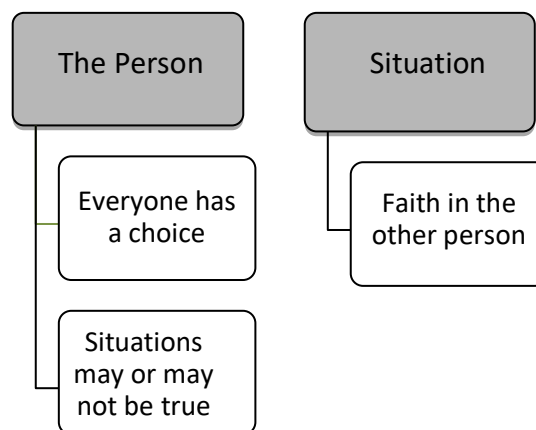 The Person
Everyone has
a choice
Situations
may or may
not be true
Situation
Faith in the
other person